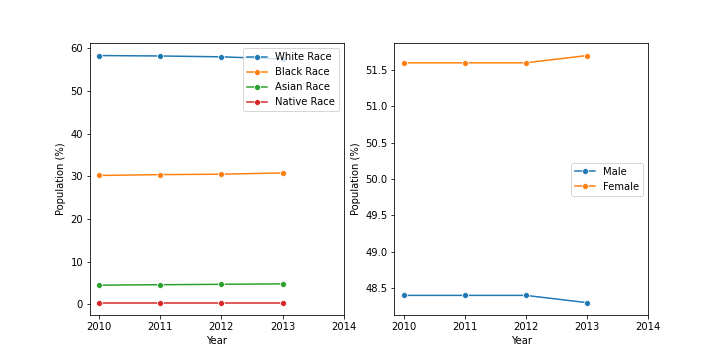 60
50
40
30
20
10
0
Population (%)
2010 2011 2012 2013 2014
Year
White Race
Black Race
Asian Race
Native Race
51.5
51.0
50.5
50.0
49.5
49.0
48.5
Population (%)
2010 2011 2012 2013 2014
Year
Male
Female